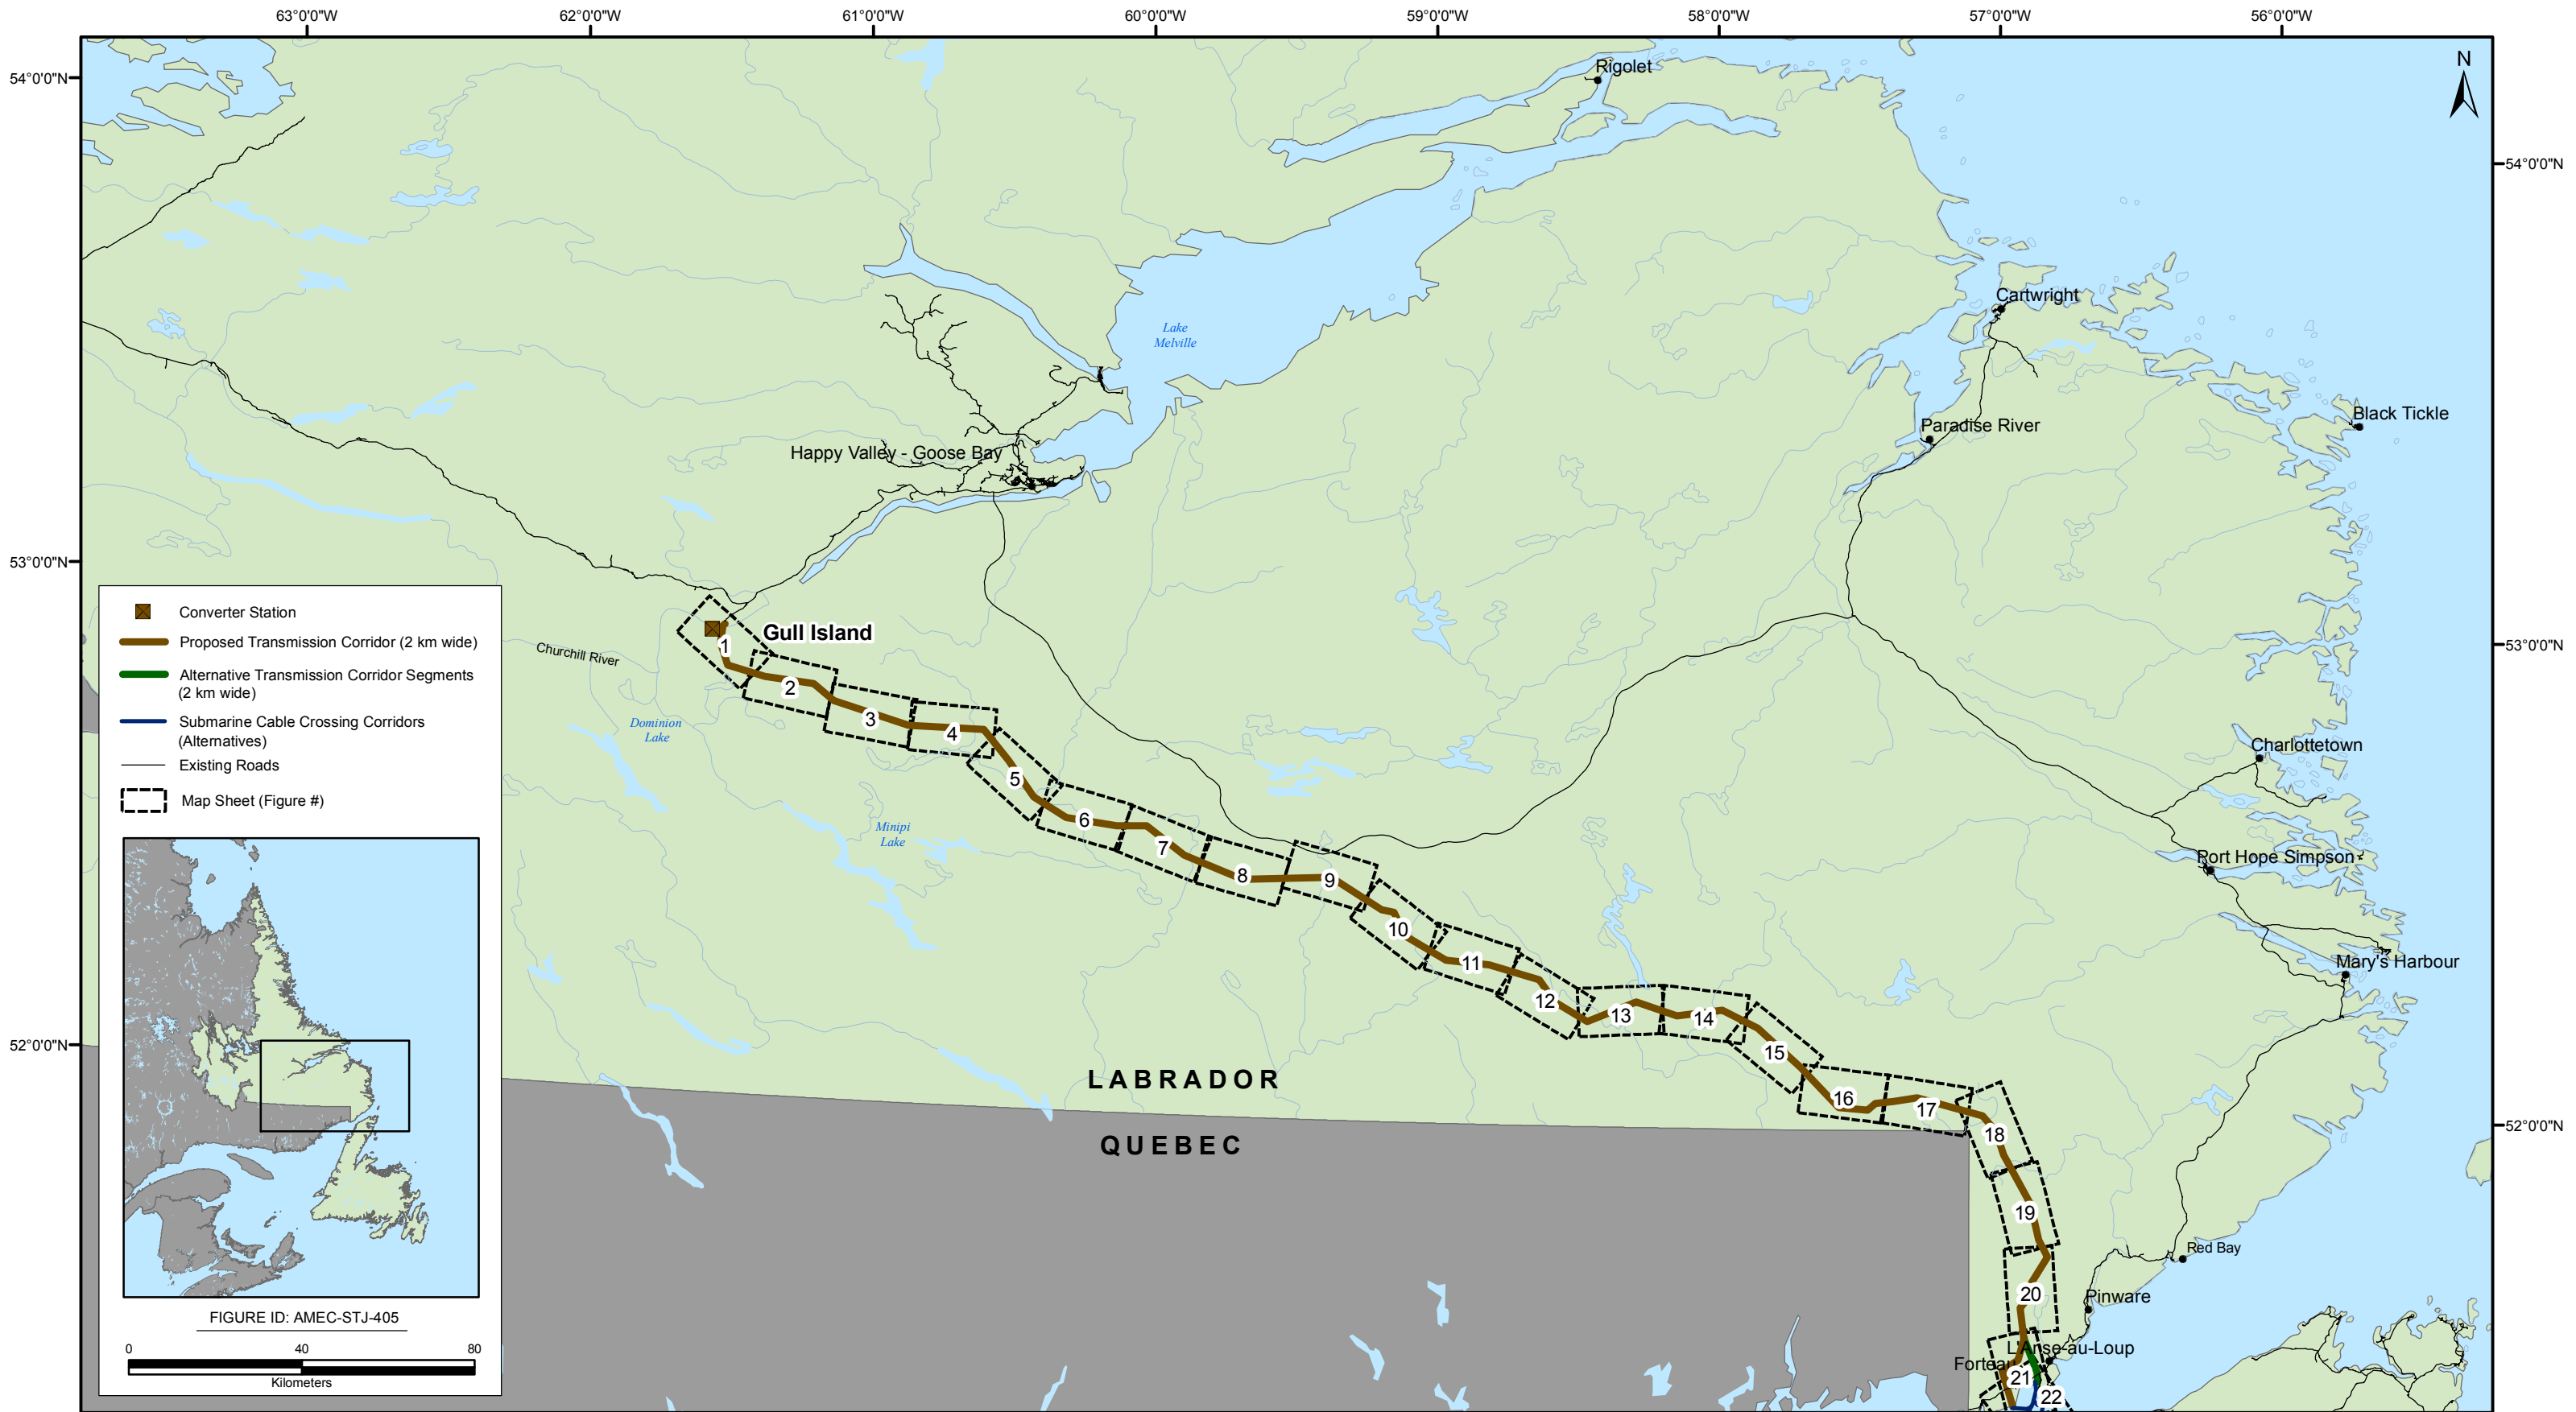 63°0'0"W
62°0'0"W
61°0'0"W
60°0'0"W
59°0'0"W
58°0'0"W
57°0'0"W
56°0'0"W
54°0'0"N
54°0'0"N
N
Rigolet
Cartwright
Lake
Melville
Black Tickle
Paradise River
Happy Valley - Goose Bay
53°0'0"N
53°0'0"N
Gull Island
Churchill River
Dominion
Lake
Minipi
Lake
Charlottetown
Port Hope Simpson
Mary's Harbour
52°0'0"N
52°0'0"N
LABRADOR
QUEBEC
Red Bay
Pinware
L'Anse-au-Loup
Forteau
1
2
3
4
5
6
7
8
9
10
11
12
13
14
15
16
17
18
19
20
21
22
Converter Station
Proposed Transmission Corridor (2 km wide)
Alternative Transmission Corridor Segments
(2 km wide)
Submarine Cable Crossing Corridors
(Alternatives)
Existing Roads
Map Sheet (Figure #)
FIGURE ID: AMEC-STJ-405
0 40 80
Kilometers